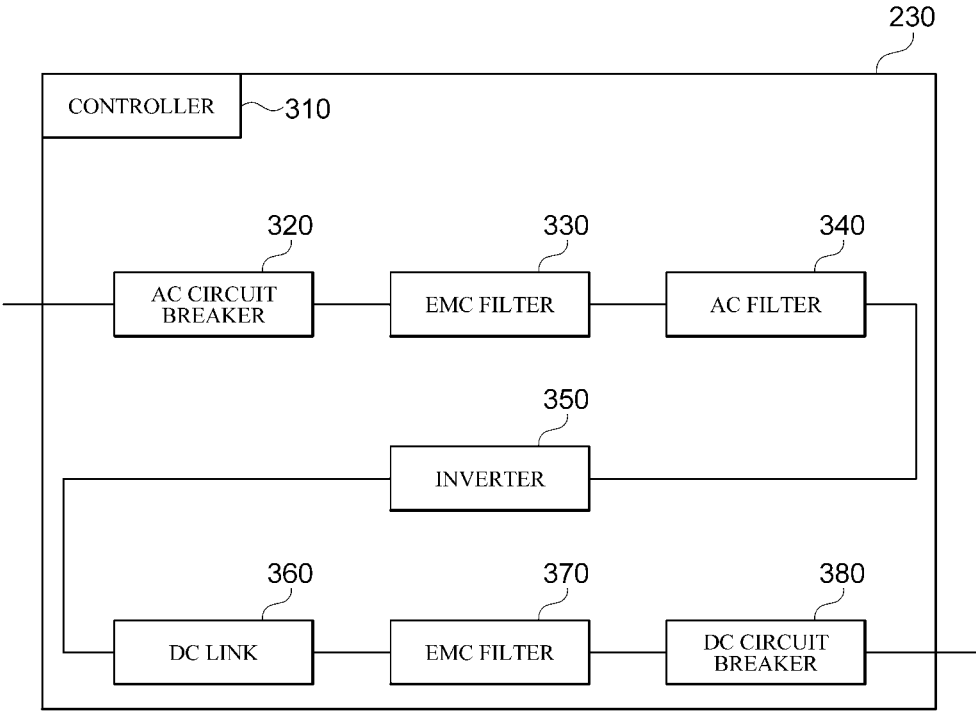 230
CONTROLLER
310
320
330
340
AC CIRCUIT
BREAKER
EMC FILTER
AC FILTER
350
INVERTER
360
370
380
DC LINK
EMC FILTER
DC CIRCUIT
BREAKER